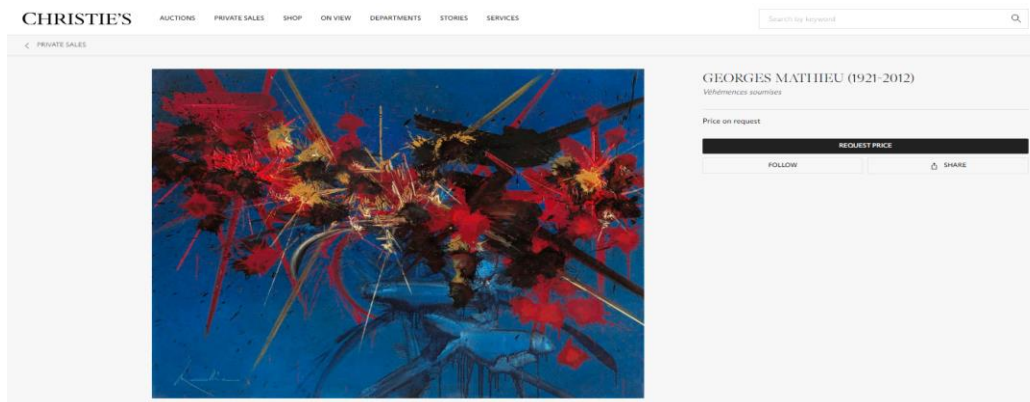 CHRISTIE'S AUCTIONS PRIVATE SALES SHOP ON VIEW DEPARTMENTS STORIES SERVICES Search by keyword
PRIVATE SALES
GEORGES MATHIEU (1921-2012)
Véhémences soumises
Price on request
REQUEST PRICE
FOLLOW SHARE